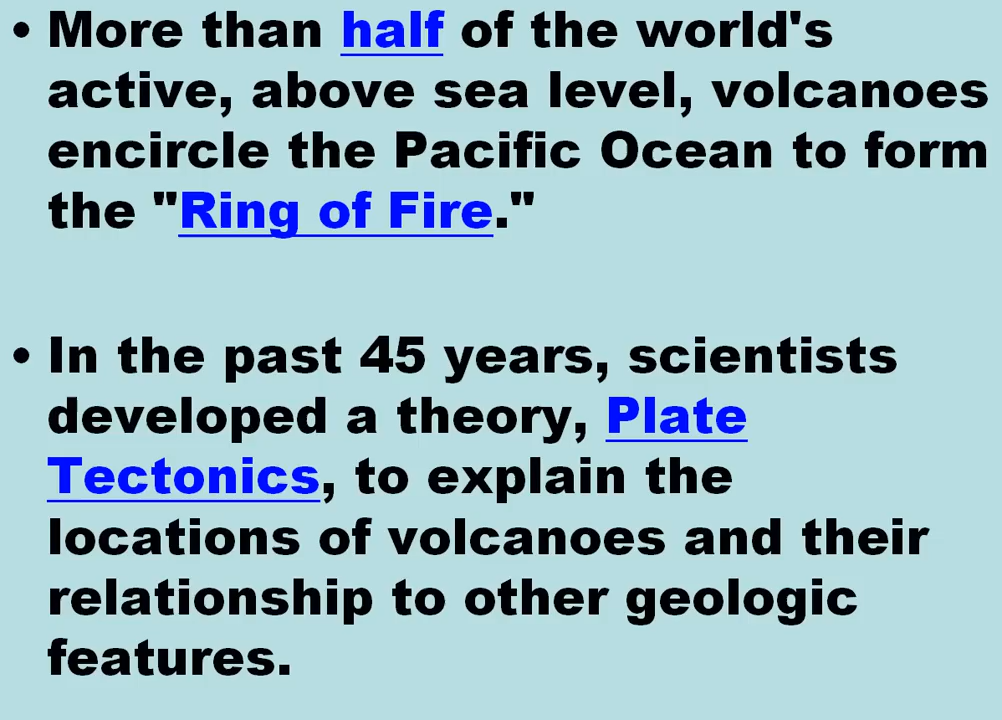 • More than half of the world's
active, above sea level, volcanoes
encircle the Pacific Ocean to form
the "Ring of Fire."
• In the past 45 years, scientists
developed a theory, Plate
Tectonics, to explain the
locations of volcanoes and their
relationship to other geologic
features.